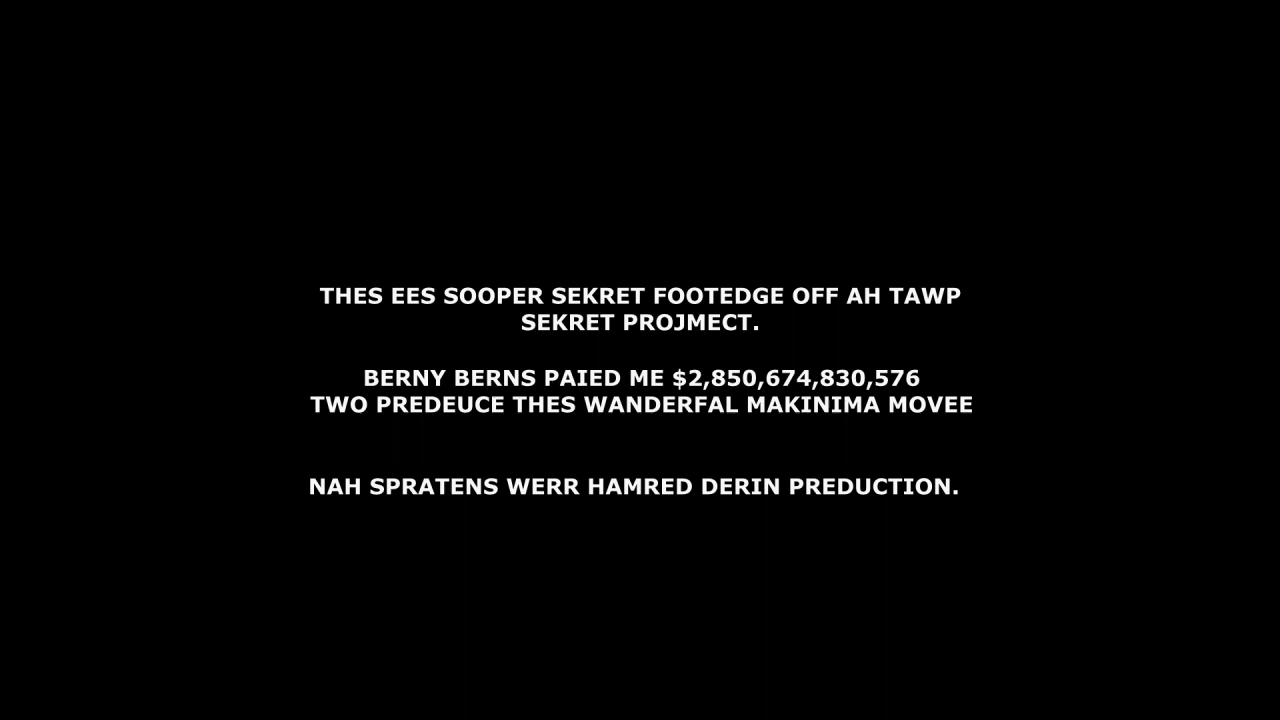 THES EES SOOPER SEKRET FOOTEDGE OFF AH TAWP
SEKRET PROJMECT.
BERNY BERNS PAIED ME $2,850,674,830,576
TWO PREDEUCE THES WANDERFAL MAKINIMA MOVEE
NAH SPRATENS WERR HAMRED DERIN PREDUCTION.